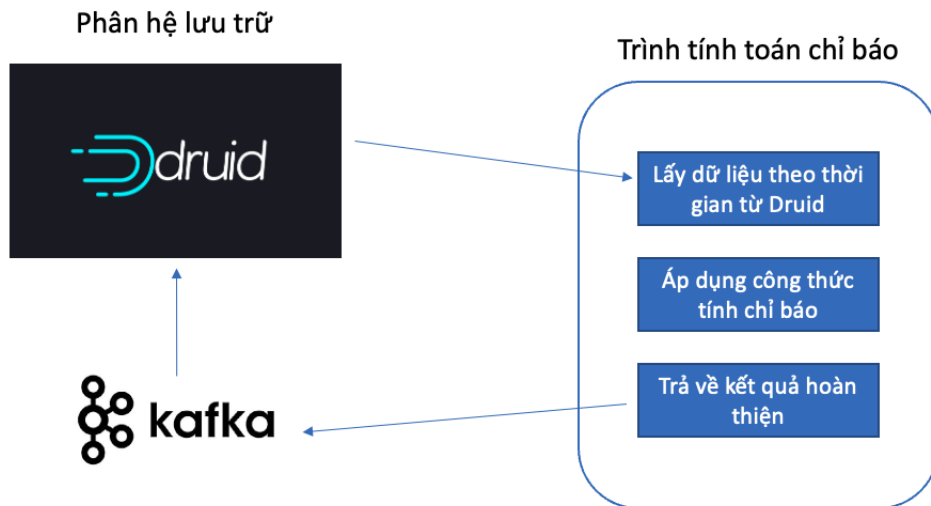 Phân hệ lưu trữ
Trình tính toán chỉ báo
druid
Lấy dữ liệu theo thời
gian từ Druid
Áp dụng công thức
tính chỉ báo
Trả về kết quả hoàn
thiện
kafka